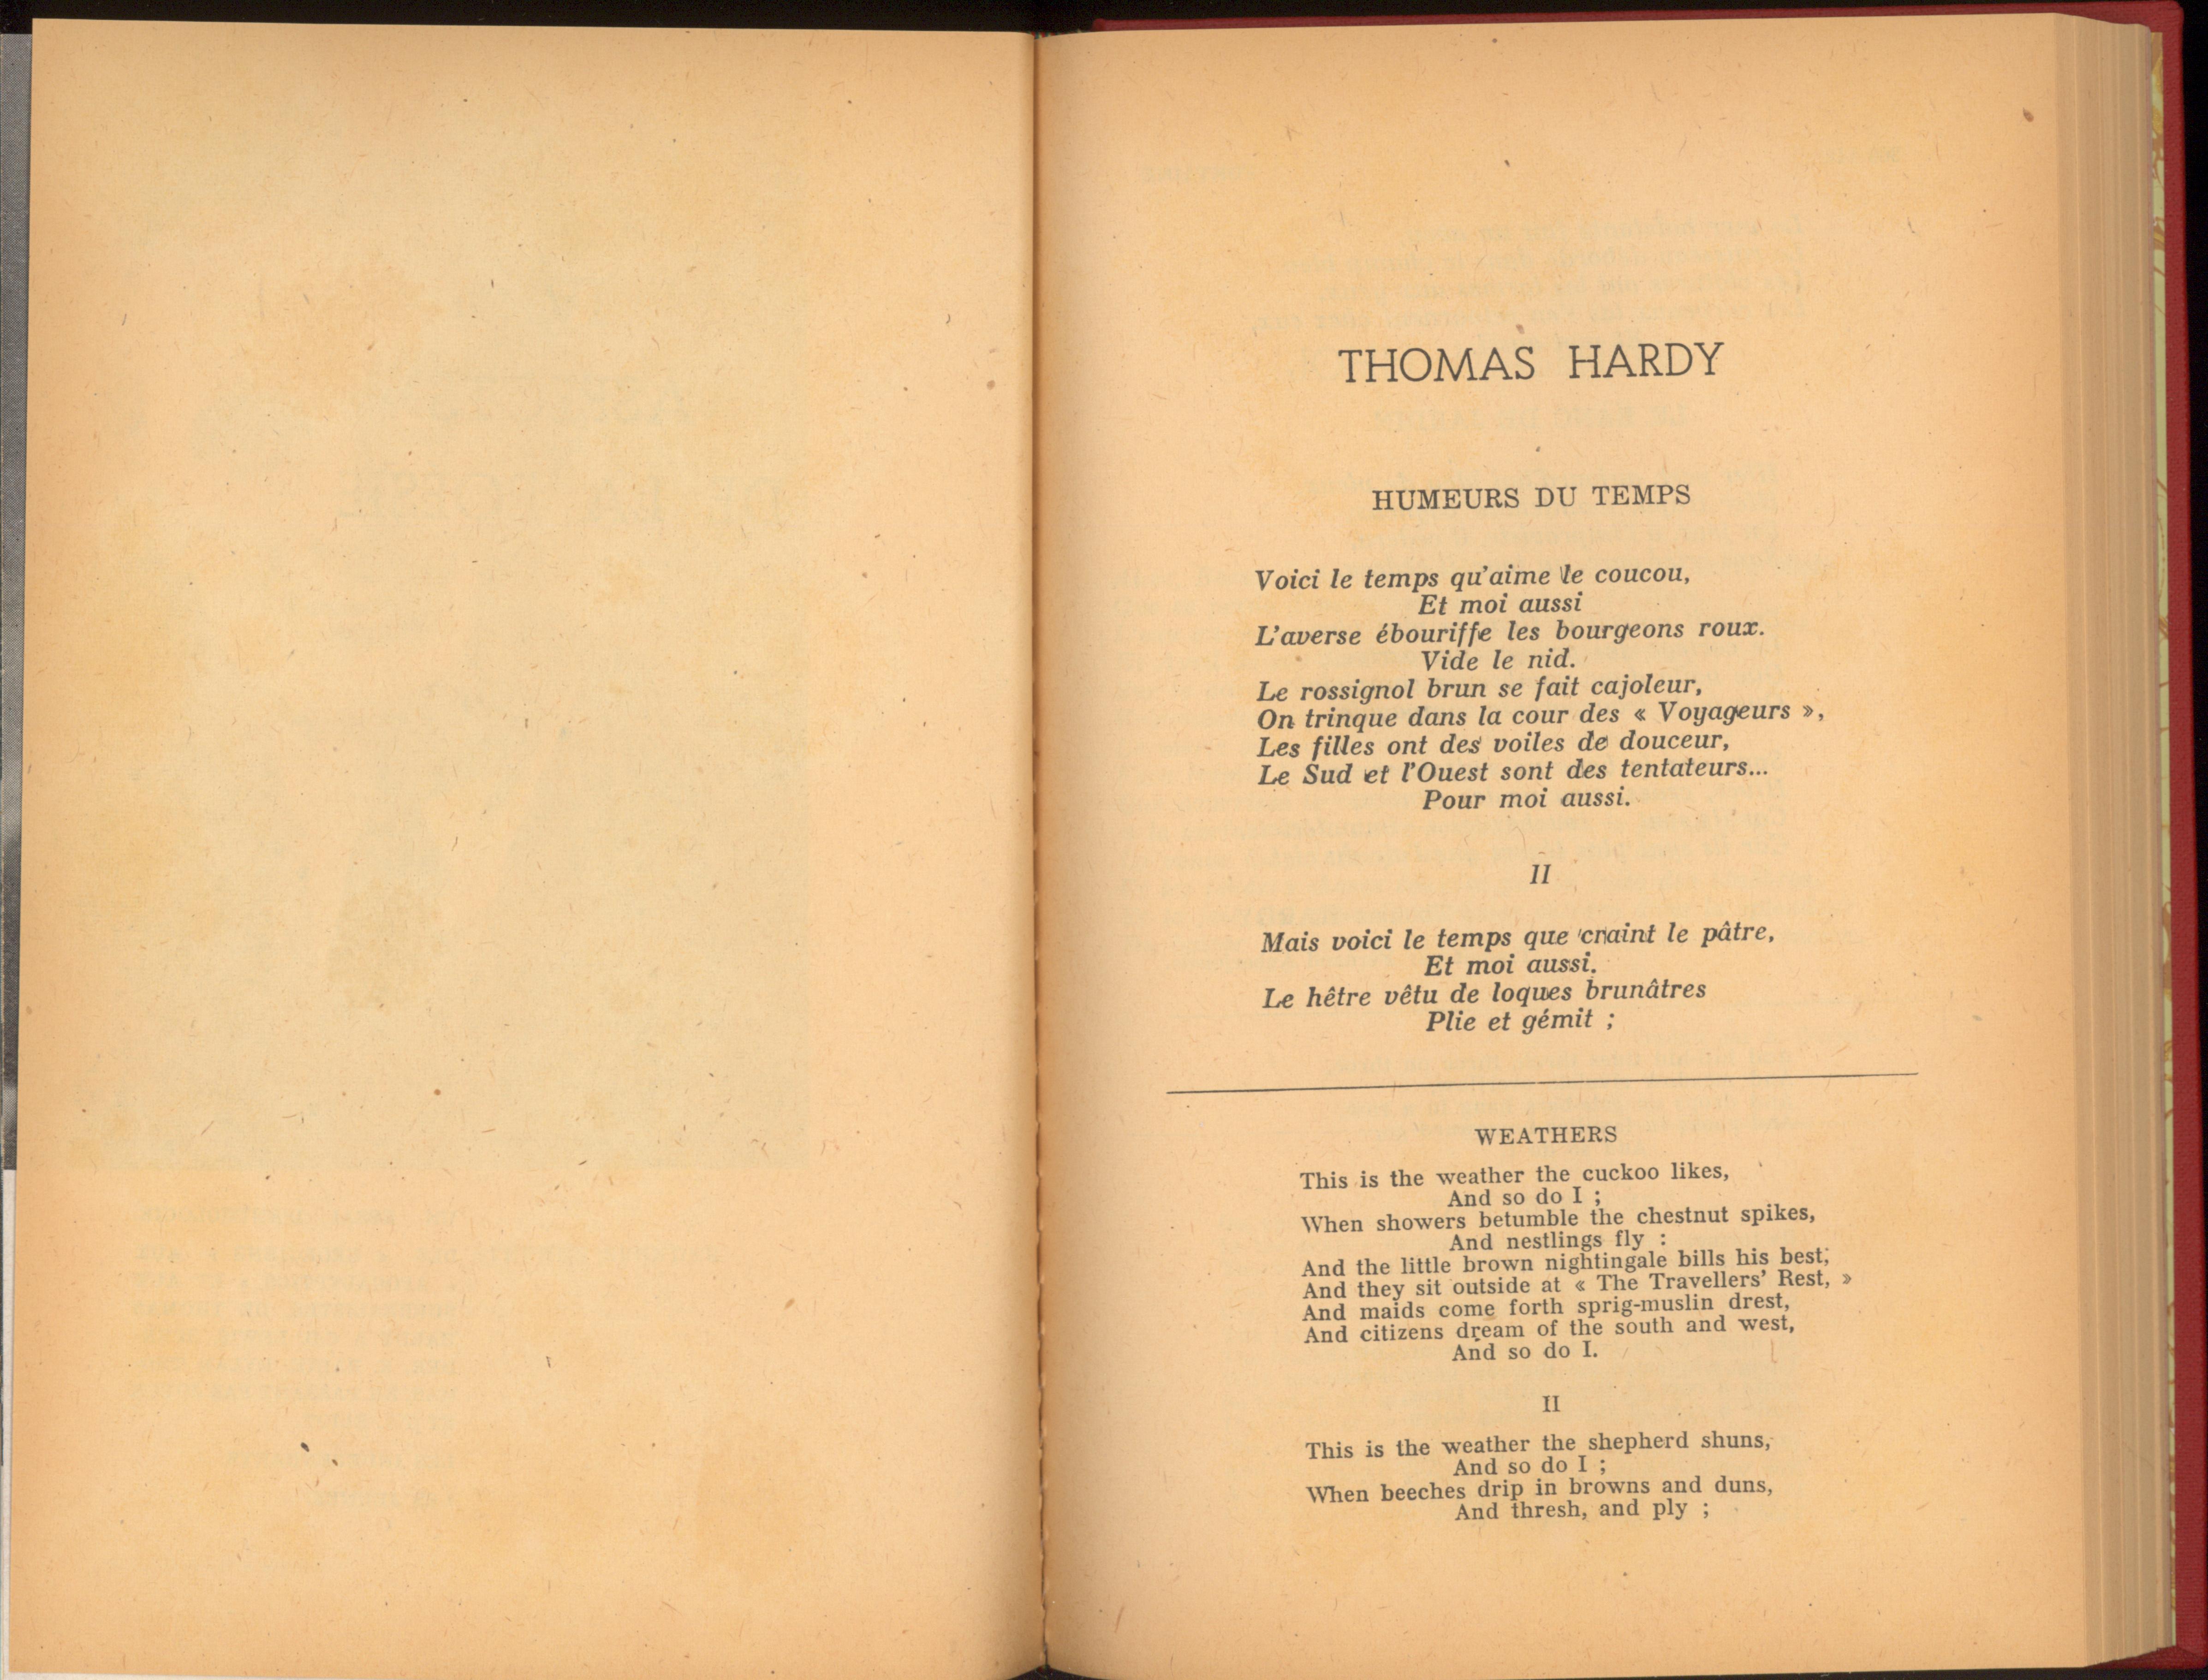 THOMAS HARDY
HUMEURS DU TEMPS
Voici le temps qu'aime le coucou,
Et moi aussi
L'averse ébouriffe les bourgeons roux.
Vide le nid.
Le rossignol brun se fait cajoleur,
On trinque dans la cour des « Voyageurs »,
Les filles ont des voiles de douceur,
Le Sud et l'Ouest sont des tentateurs...
Pour moi aussi.
II
Mais voici le temps que craint le pâtre,
Et moi aussi.
Le hêtre vêtu de loques brunâtres
Plie et gémit ;
WEATHERS
This is the weather the cuckoo likes,
And so do I ;
When showers betumble the chestnut spikes,
And nestlings fly :
And the little brown nightingale bills his best,
And they sit outside at « The Travellers' Rest, »
And maids come forth sprig-muslin drest,
And citizens dream of the south and west,
And so do I.
II
This is the weather the shepherd shuns,
And so do I ;
When beeches drip in browns and duns,
And thresh, and ply ;